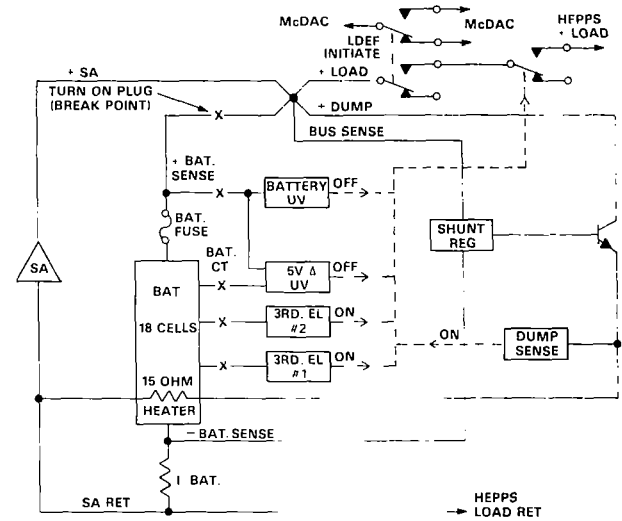 McDAC
McDAC
HFPPS
+ LOAD
LDEF
INITIATE
+ SA
+ LOAD
TURN ON PLUG
(BREAK POINT)
+ DUMP
X
BUS SENSE
+ BAT.
SENSE
X
BATTERY
UV
OFF
BAT.
FUSE
SHUNT
REG
BAT.
CT
SA
5V Δ
UV
OFF
X
BAT
18 CELLS
X
3RD. EL
#2
ON
ON
DUMP
SENSE
X
3RD. EL
#1
ON
15 OHM
HEATER
– BAT. SENSE
I BAT.
SA RET
HEPPS
LOAD RET